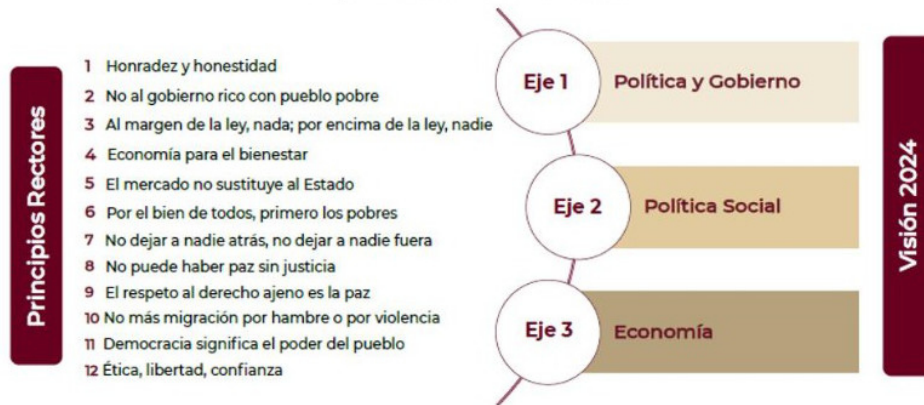 Principios Rectores
1 Honradez y honestidad
2 No al gobierno rico con pueblo pobre
3 Al margen de la ley, nada; por encima de la ley, nadie
4 Economía para el bienestar
5 El mercado no sustituye al Estado
6 Por el bien de todos, primero los pobres
7 No dejar a nadie atrás, no dejar a nadie fuera
8 No puede haber paz sin justicia
9 El respeto al derecho ajeno es la paz
10 No más migración por hambre o por violencia
11 Democracia significa el poder del pueblo
12 Ética, libertad, confianza
Eje 1 Política y Gobierno
Eje 2 Política Social
Eje 3 Economía
Visión 2024